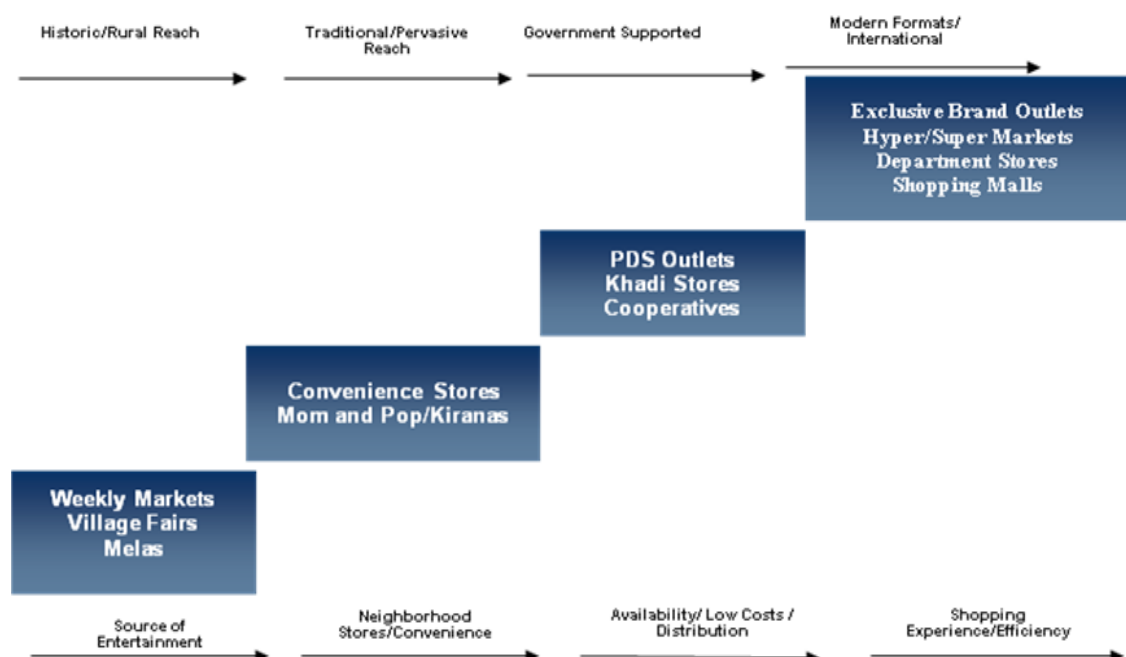 Historic/Rural Reach
Traditional/Pervasive
Reach
Government Supported
Modern Formats/
International
Exclusive Brand Outlets
Hyper/Super Markets
Department Stores
Shopping Malls
PDS Outlets
Khadi Stores
Cooperatives
Convenience Stores
Mom and Pop/Kiranas
Weekly Markets
Village Fairs
Melas
Source of
Entertainment
Neighborhood
Stores/Convenience
Availability/ Low Costs /
Distribution
Shopping
Experience/Efficiency